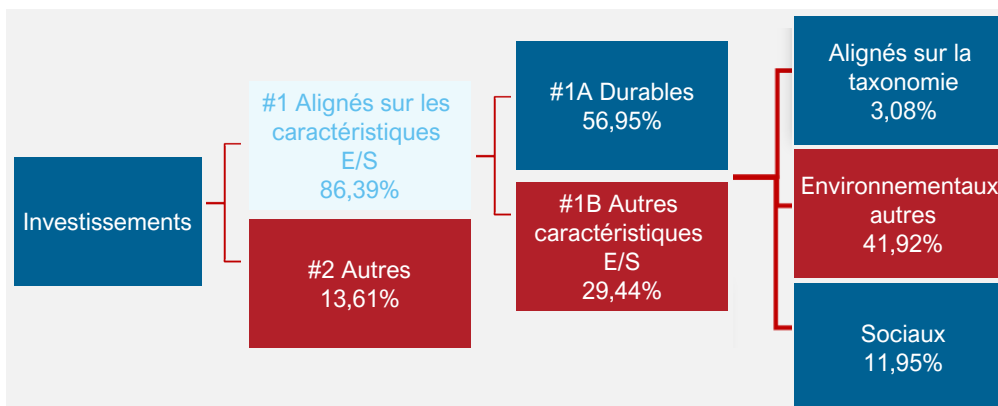 Investissements
#1 Alignés sur les
caractéristiques
E/S
86,39%
#2 Autres
13,61%
#1A Durables
56,95%
#1B Autres
caractéristiques
E/S
29,44%
Alignés sur la
taxonomie
3,08%
Environnementaux
autres
41,92%
Sociaux
11,95%